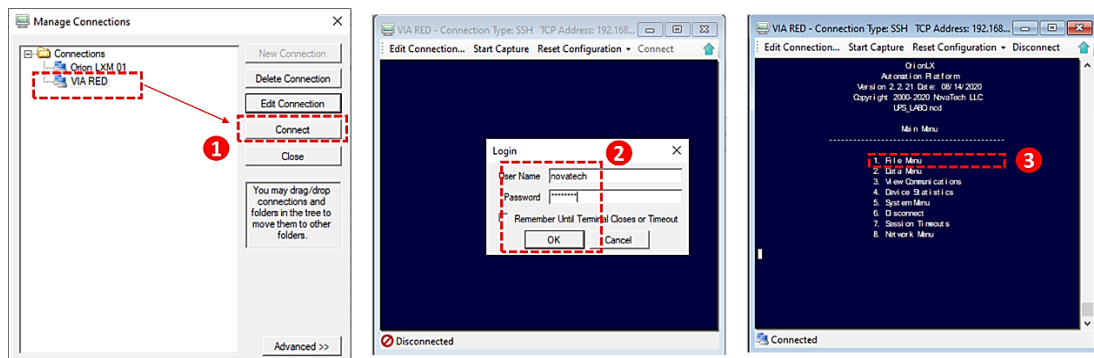 Manage Connections
Connections
Orion LXM 01
VIA RED
New Connection
Delete Connection
Edit Connection
Connect
1
Close
You may drag/drop
connections and
folders in the tree to
move them to other
folders.
Advanced >>
VIA RED - Connection Type: SSH TCP Address: 192.168...
Edit Connection... Start Capture Reset Configuration Connect
Login
2
User Name novatech
Password ********
Remember Until Terminal Closes or Timeout
OK Cancel
Disconnected
VIA RED - Connection Type: SSH TCP Address: 192.168...
Edit Connection... Start Capture Reset Configuration Disconnect
OrionLX
Automation Platform
Version 2.2.21 Date: 08/14/2020
Copyright 2000-2020 NovaTech LLC
UPS_LABO.ncd
Main Menu
1. File Menu
3
2. Data Menu
3. View Communications
4. Device Statistics
5. System Menu
6. Disconnect
7. Session Timeouts
8. Network Menu
Connected